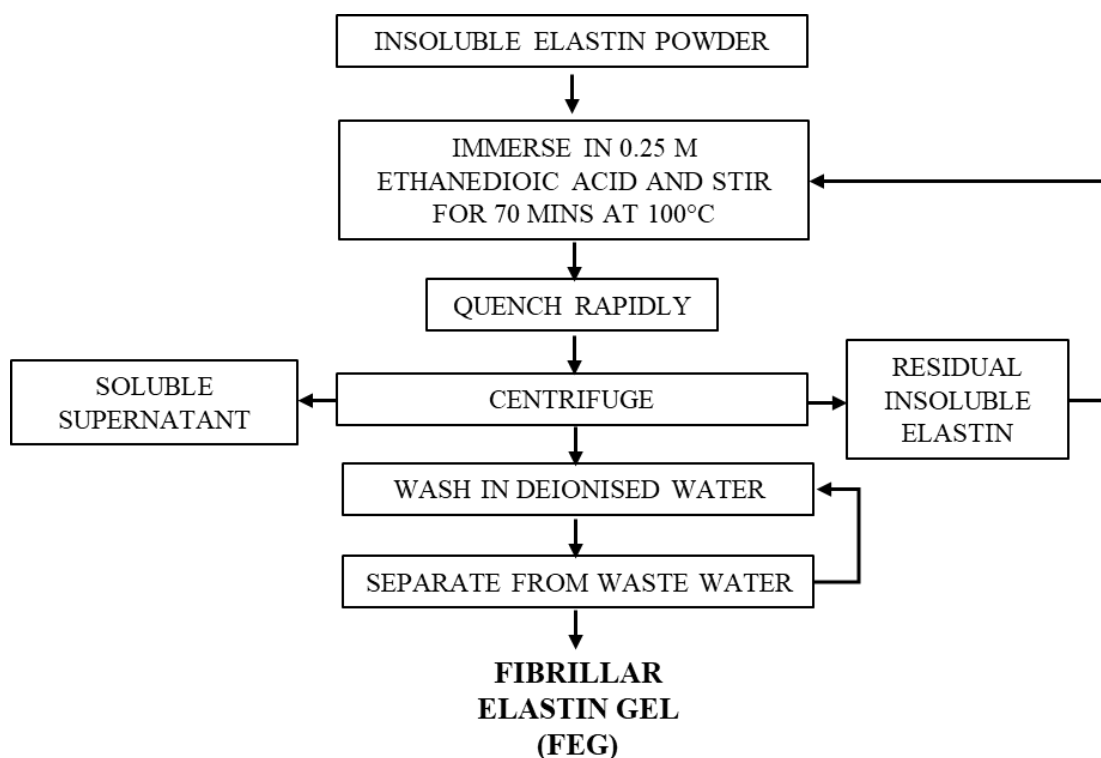 INSOLUBLE ELASTIN POWDER
IMMERSE IN 0.25 M
ETHANEDIOIC ACID AND STIR
FOR 70 MINS AT 100°C
QUENCH RAPIDLY
SOLUBLE
SUPERNATANT
CENTRIFUGE
RESIDUAL
INSOLUBLE
ELASTIN
WASH IN DEIONISED WATER
SEPARATE FROM WASTE WATER
FIBRILLAR
ELASTIN GEL
(FEG)